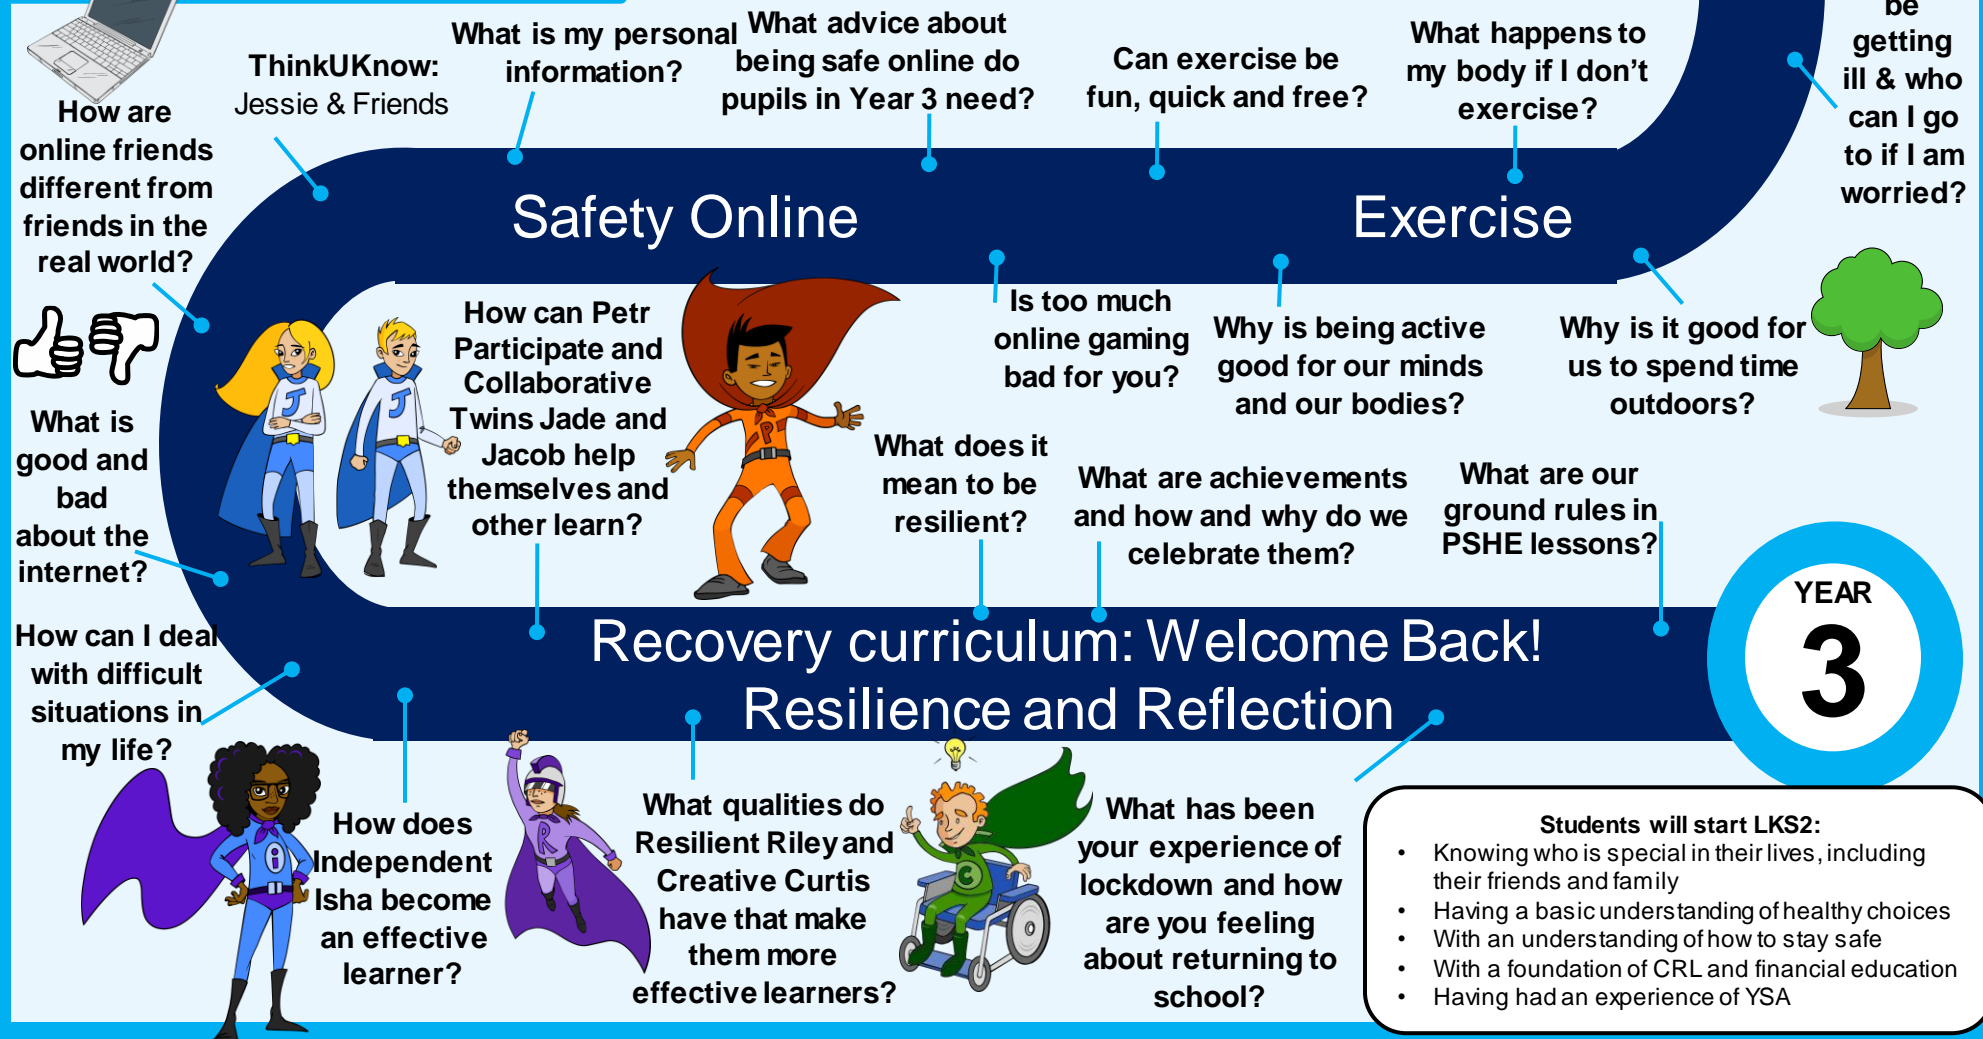 What is my personal
information?
What advice about
being safe online do
pupils in Year 3 need?
Can exercise be
fun, quick and free?
What happens to
my body if I don't
exercise?
be
getting
ill & who
can I go
to if I am
worried?
ThinkUKnow:
Jessie & Friends
How are
online friends
different from
friends in the
real world?
Safety Online
Exercise
How can Petr
Participate and
Collaborative
Twins Jade and
Jacob help
themselves and
other learn?
J
J
P
Is too much
online gaming
bad for you?
Why is being active
good for our minds
and our bodies?
Why is it good for
us to spend time
outdoors?
What is
good and
bad
about the
internet?
What does it
mean to be
resilient?
What are achievements
and how and why do we
celebrate them?
What are our
ground rules in
PSHE lessons?
YEAR
3
How can I deal
with difficult
situations in
my life?
Recovery curriculum: Welcome Back!
Resilience and Reflection
i
How does
Independent
Isha become
an effective
learner?
R
What qualities do
Resilient Riley and
Creative Curtis
have that make
them more
effective learners?
C
What has been
your experience of
lockdown and how
are you feeling
about returning to
school?
Students will start LKS2:
• Knowing who is special in their lives, including
their friends and family
• Having a basic understanding of healthy choices
• With an understanding of how to stay safe
• With a foundation of CRL and financial education
• Having had an experience of YSA